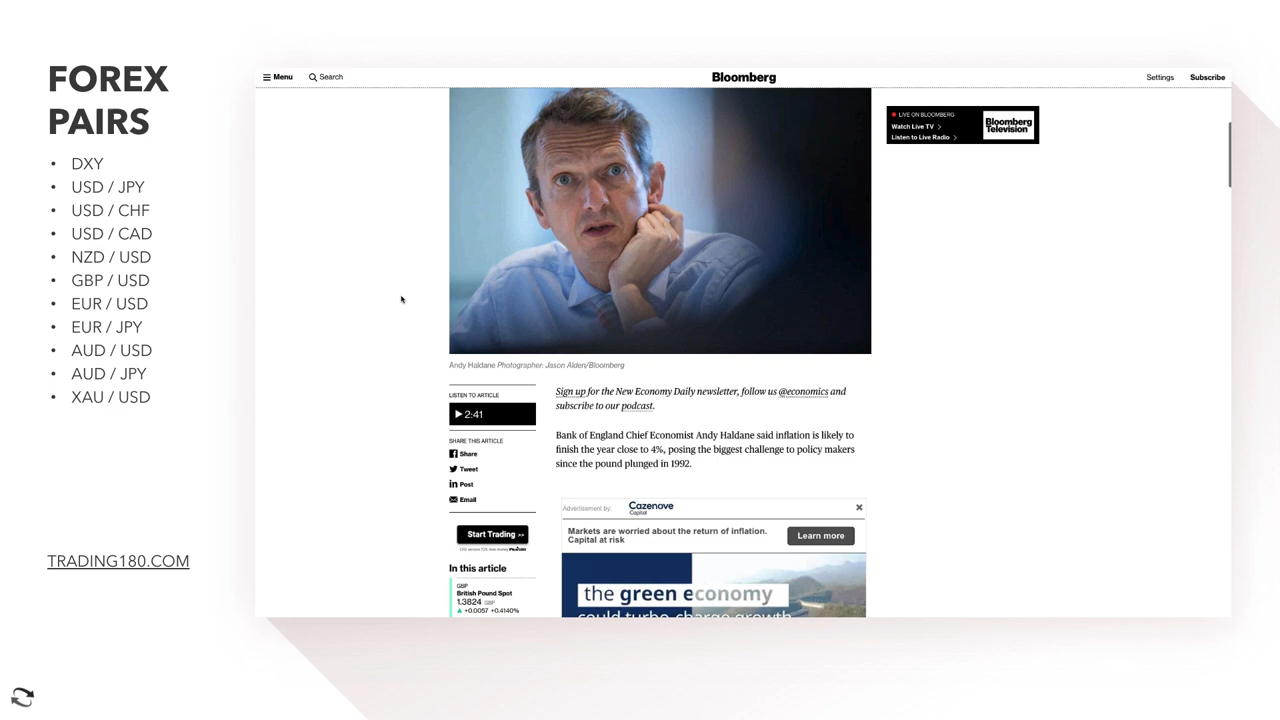 FOREX
PAIRS
• DXY
• USD / JPY
• USD / CHF
• USD / CAD
• NZD / USD
• GBP / USD
• EUR / USD
• EUR / JPY
• AUD / USD
• AUD / JPY
• XAU / USD
TRADING180.COM
Menu
Search
Bloomberg
Settings
Subscribe
LIVE ON BLOOMBERG
Watch Live TV >
Listen to Live Radio >
Bloomberg
Television
Andy Haldane Photographer: Jason Alden/Bloomberg
LISTEN TO ARTICLE
2:41
SHARE THIS ARTICLE
Share
Tweet
Post
Email
Start Trading >>
In this article
GBP
British Pound Spot
1.3824 GBP
▲ +0.0057 +0.4140%
Sign up for the New Economy Daily newsletter, follow us @economics and
subscribe to our podcast.
Bank of England Chief Economist Andy Haldane said inflation is likely to
finish the year close to 4%, posing the biggest challenge to policy makers
since the pound plunged in 1992.
Advertisement by:
Cazenove
Capital
Markets are worried about the return of inflation.
Capital at risk
Learn more
the green economy
could turbo-charge growth